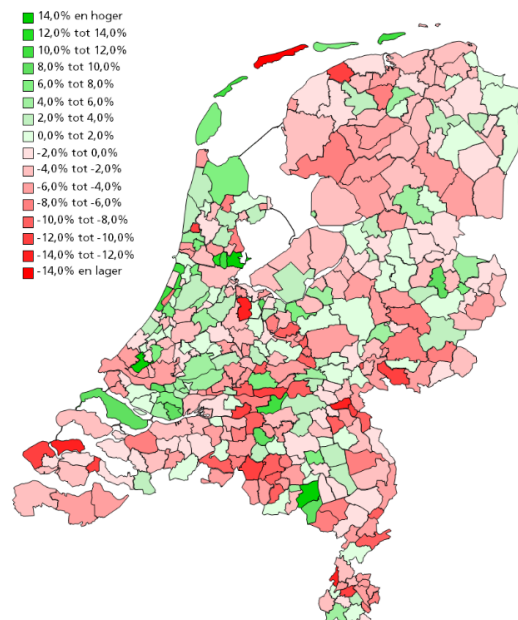 14,0% en hoger
12,0% tot 14,0%
10,0% tot 12,0%
8,0% tot 10,0%
6,0% tot 8,0%
4,0% tot 6,0%
2,0% tot 4,0%
0,0% tot 2,0%
-2,0% tot 0,0%
-4,0% tot -2,0%
-6,0% tot -4,0%
-8,0% tot -6,0%
-10,0% tot -8,0%
-12,0% tot -10,0%
-14,0% tot -12,0%
-14,0% en lager